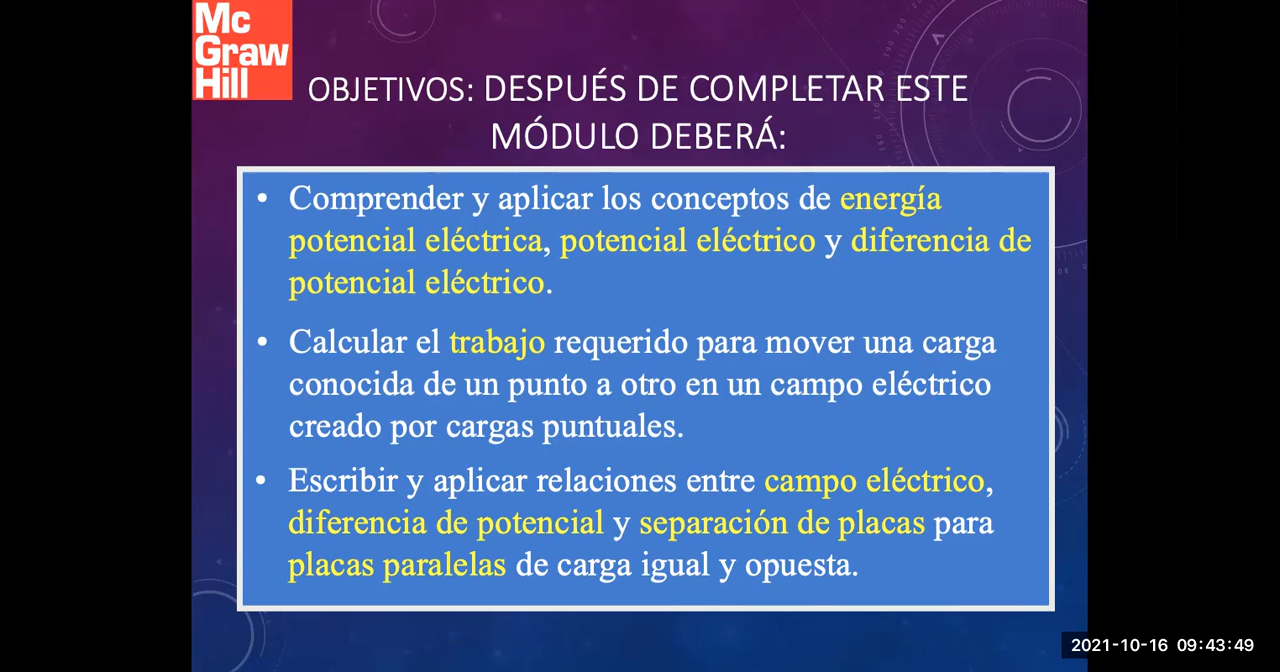 Mc
Graw
Hill
OBJETIVOS: DESPUÉS DE COMPLETAR ESTE
MÓDULO DEBERÁ:
• Comprender y aplicar los conceptos de energía
potencial eléctrica, potencial eléctrico y diferencia de
potencial eléctrico.
• Calcular el trabajo requerido para mover una carga
conocida de un punto a otro en un campo eléctrico
creado por cargas puntuales.
• Escribir y aplicar relaciones entre campo eléctrico,
diferencia de potencial y separación de placas para
placas paralelas de carga igual y opuesta.
2021-10-16 09:43:49